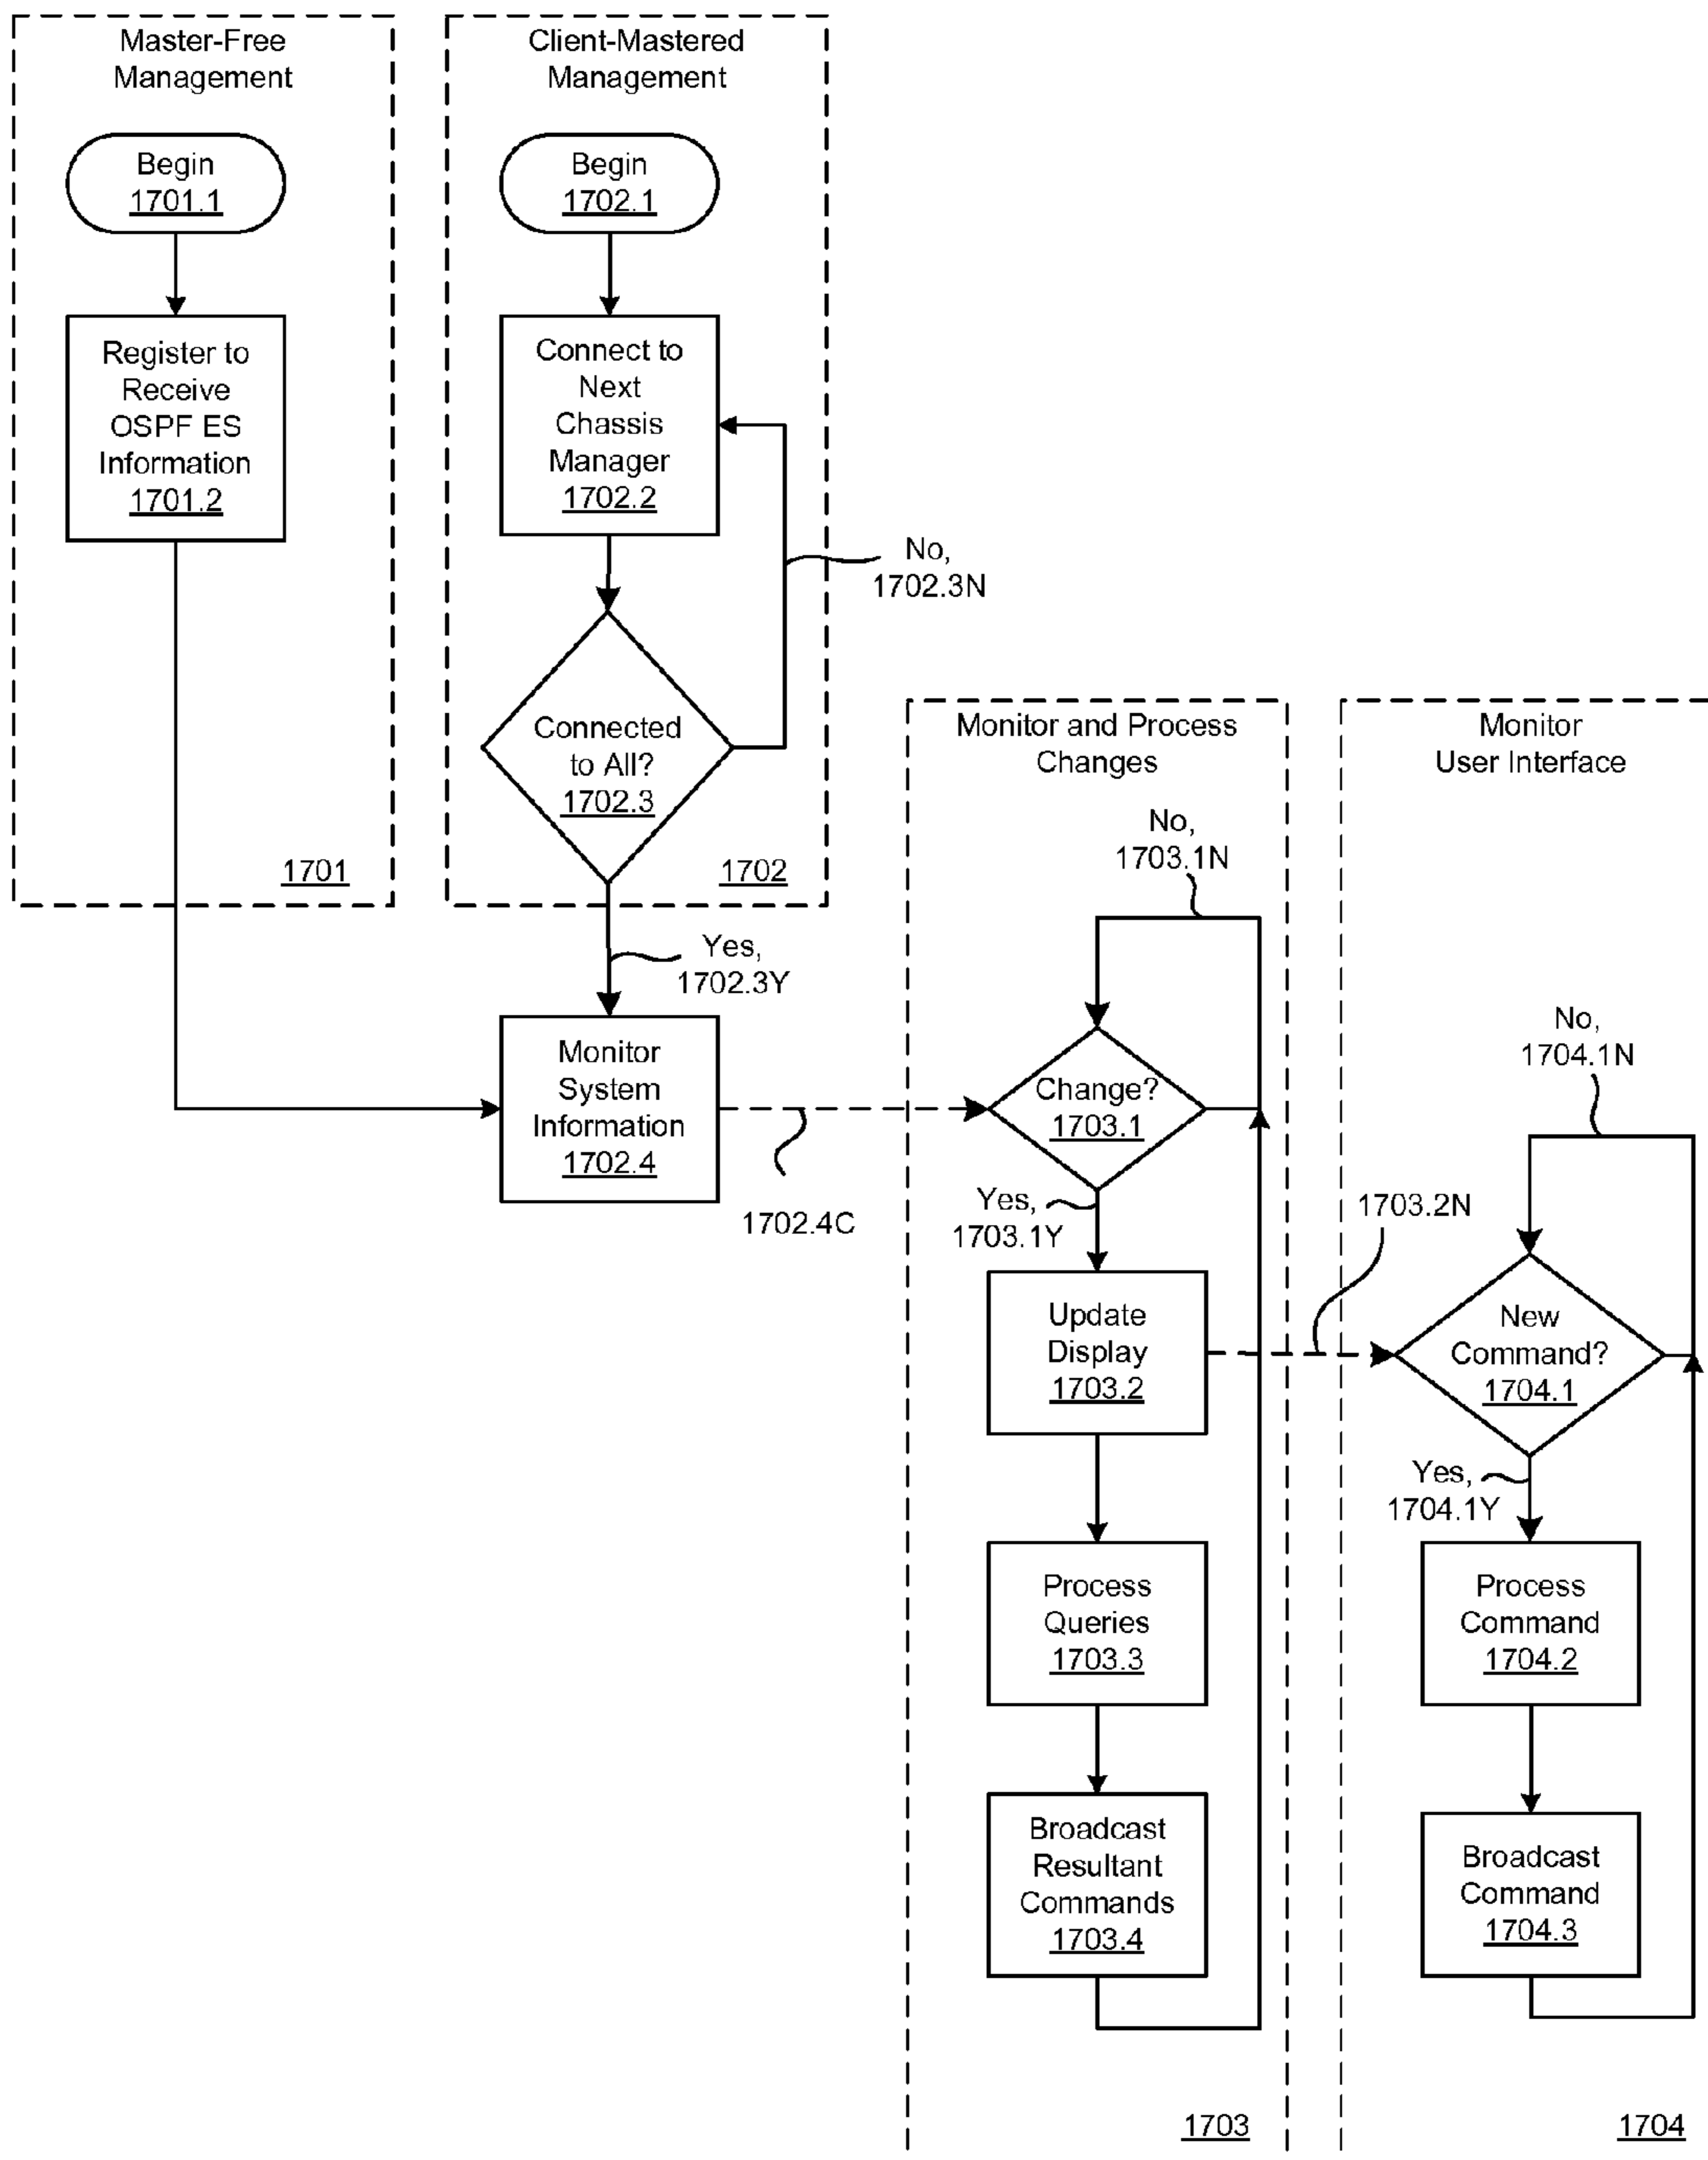 Master-Free
Management
Begin
1701.1
Register to
Receive
OSPF ES
Information
1701.2
1701
Client-Mastered
Management
Begin
1702.1
Connect to
Next
Chassis
Manager
1702.2
No,
1702.3N
Connected
to All?
1702.3
1702
Yes,
1702.3Y
Monitor
System
Information
1702.4
1702.4C
Monitor and Process
Changes
No,
1703.1N
Change?
1703.1
Yes,
1703.1Y
Update
Display
1703.2
1703.2N
Process
Queries
1703.3
Broadcast
Resultant
Commands
1703.4
1703
Monitor
User Interface
No,
1704.1N
New
Command?
1704.1
Yes,
1704.1Y
Process
Command
1704.2
Broadcast
Command
1704.3
1704